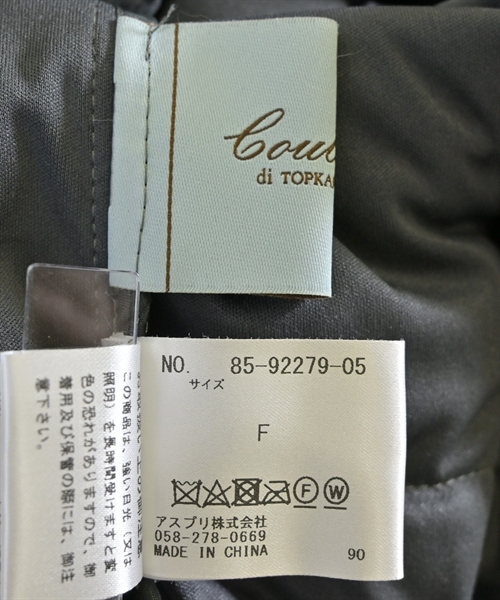 Coul
di TOPKA
NO. 85-92279-05
サイズ
F
アスプリ株式会社
058-278-0669
MADE IN CHINA 90
この商品は、強い日光（又は
照明）を長時間受けますと変
色の恐れがありますので、御
着用及び保管の際には、御注
意下さい。